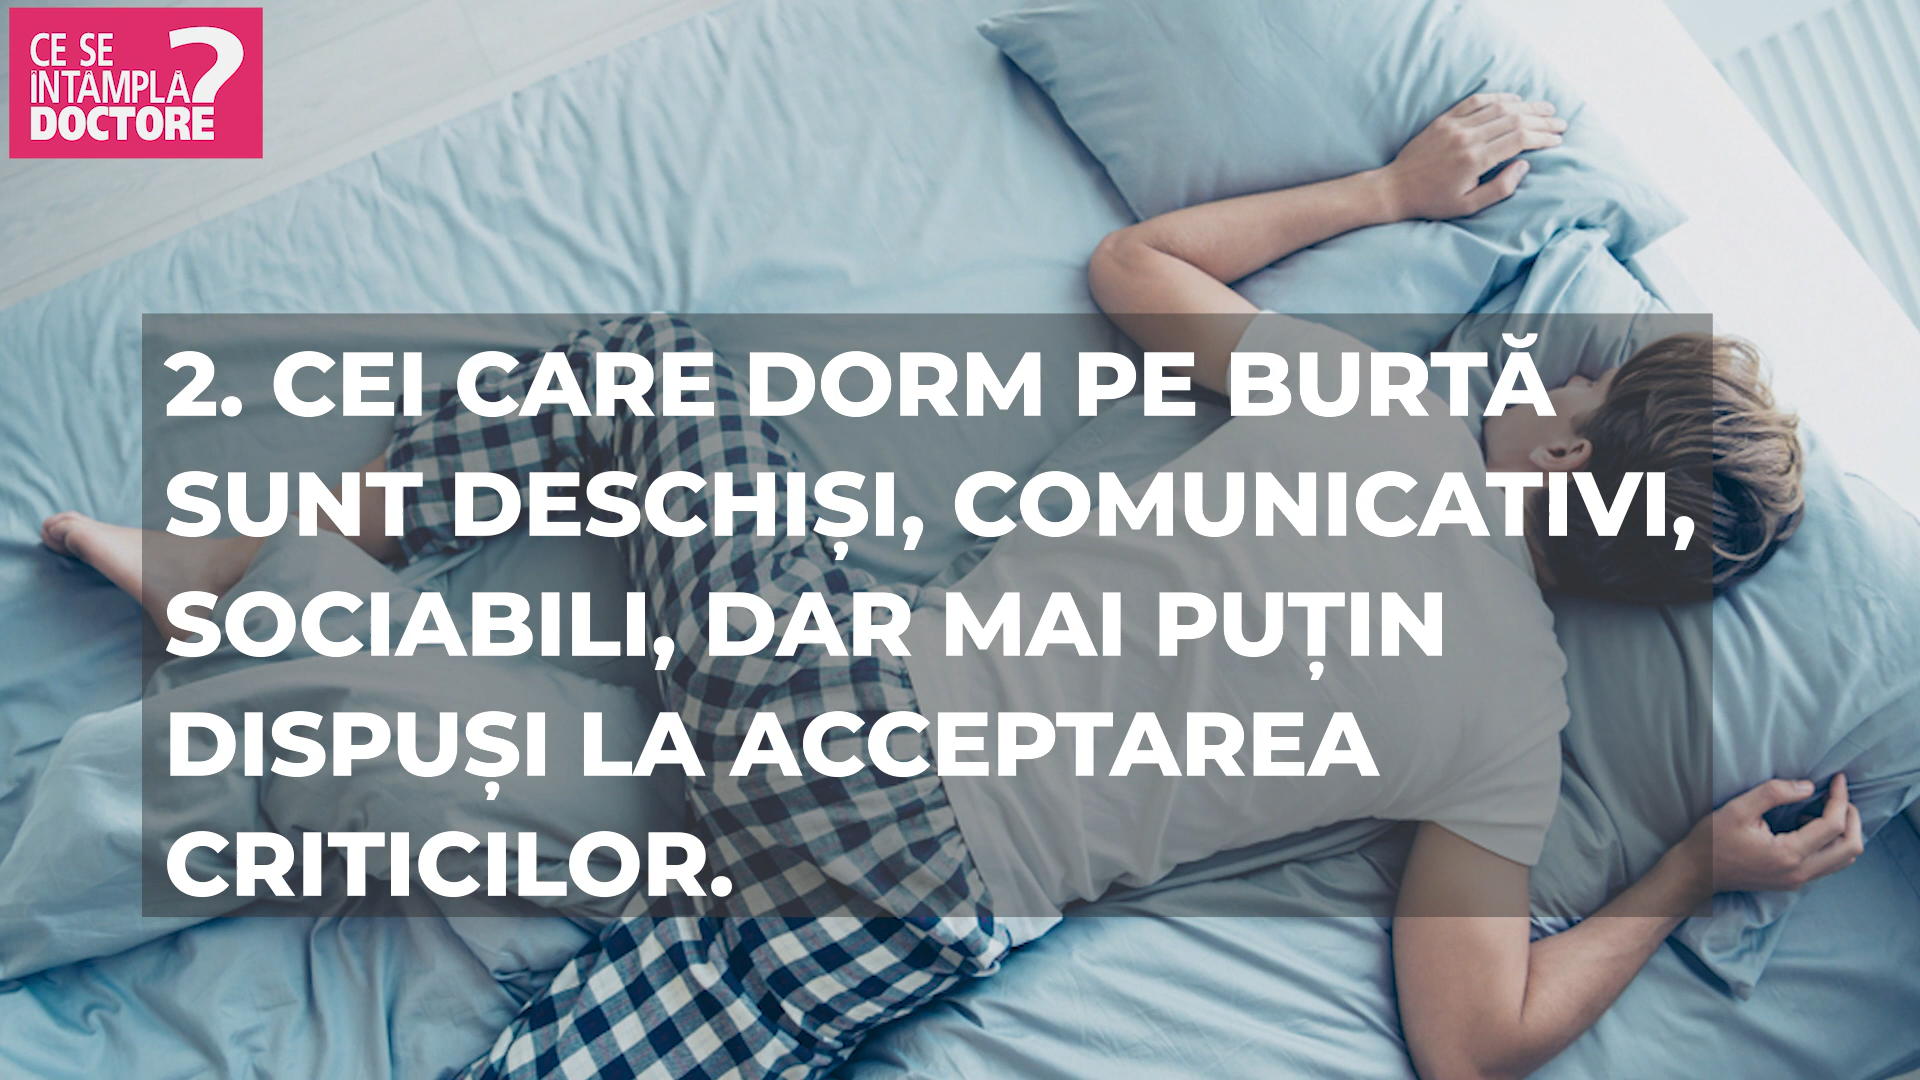 CE SE
ÎNTÂMPLĂ
DOCTORE?
2. CEI CARE DORM PE BURTĂ
SUNT DESCHIȘI, COMUNICATIVI,
SOCIABILI, DAR MAI PUȚIN
DISPUȘI LA ACCEPTAREA
CRITICILOR.